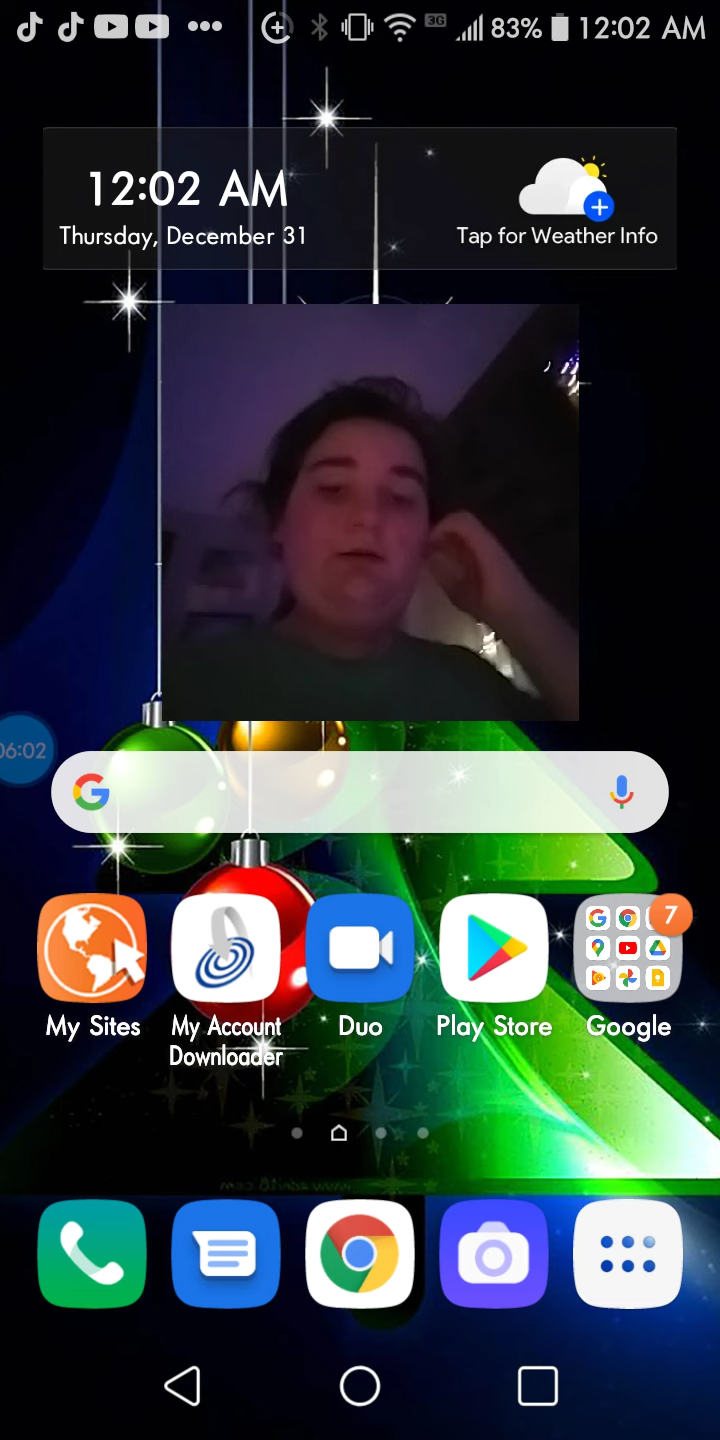 3G 83% 12:02 AM
12:02 AM
Thursday, December 31
Tap for Weather Info
06:02
7
My Sites My Account Duo Play Store Google
Downloader